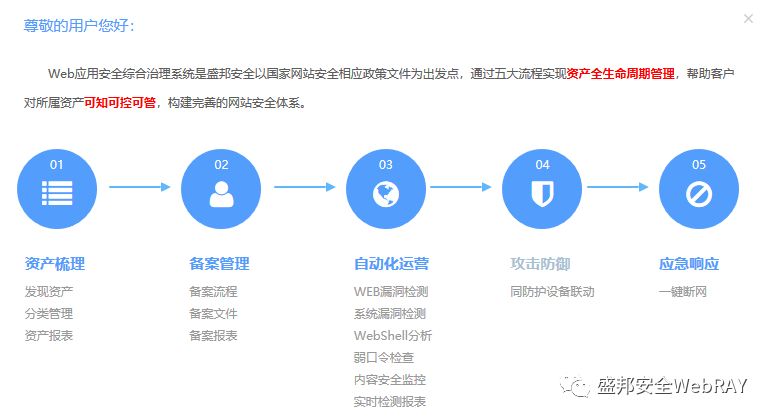 尊敬的用户您好：
Web应用安全综合治理系统是盛邦安全以国家网站安全相应政策文件为出发点，通过五大流程实现资产全生命周期管理，帮助客户
对所属资产可知可控可管，构建完善的网站安全体系。
01
02
03
04
05
资产梳理
发现资产
分类管理
资产报表
备案管理
备案流程
备案文件
备案报表
自动化运营
WEB漏洞检测
系统漏洞检测
WebShell分析
弱口令检查
内容安全监控
实时检测报表
攻击防御
同防护设备联动
应急响应
一键断网
盛邦安全WebRAY